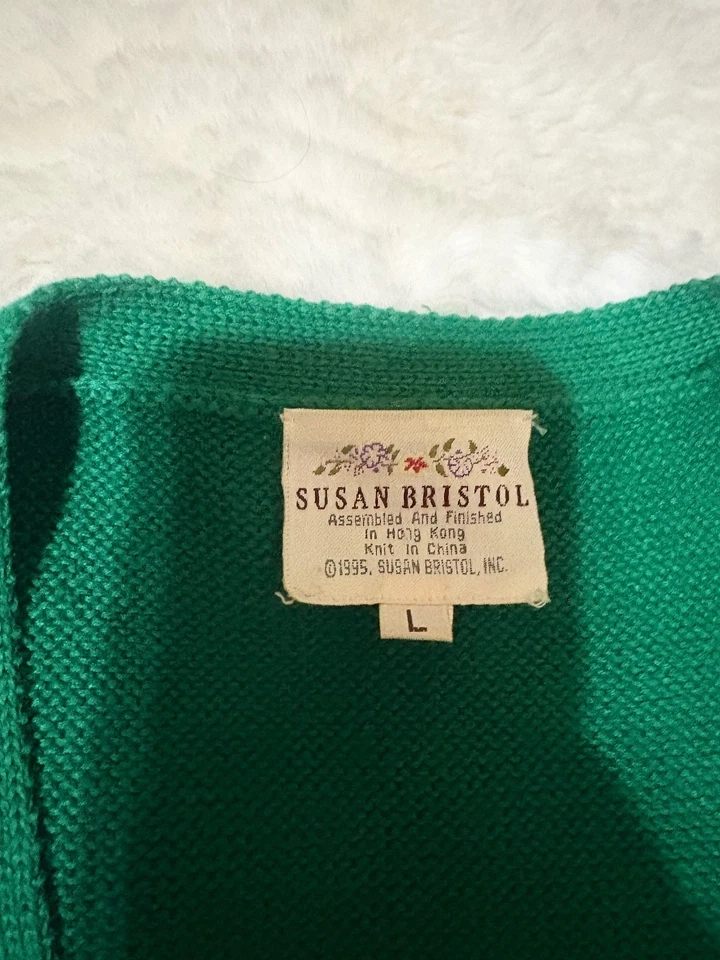 SUSAN BRISTOL
Assembled And Finished
in Hong Kong
Knit in China
©1995, SUSAN BRISTOL, INC.
L